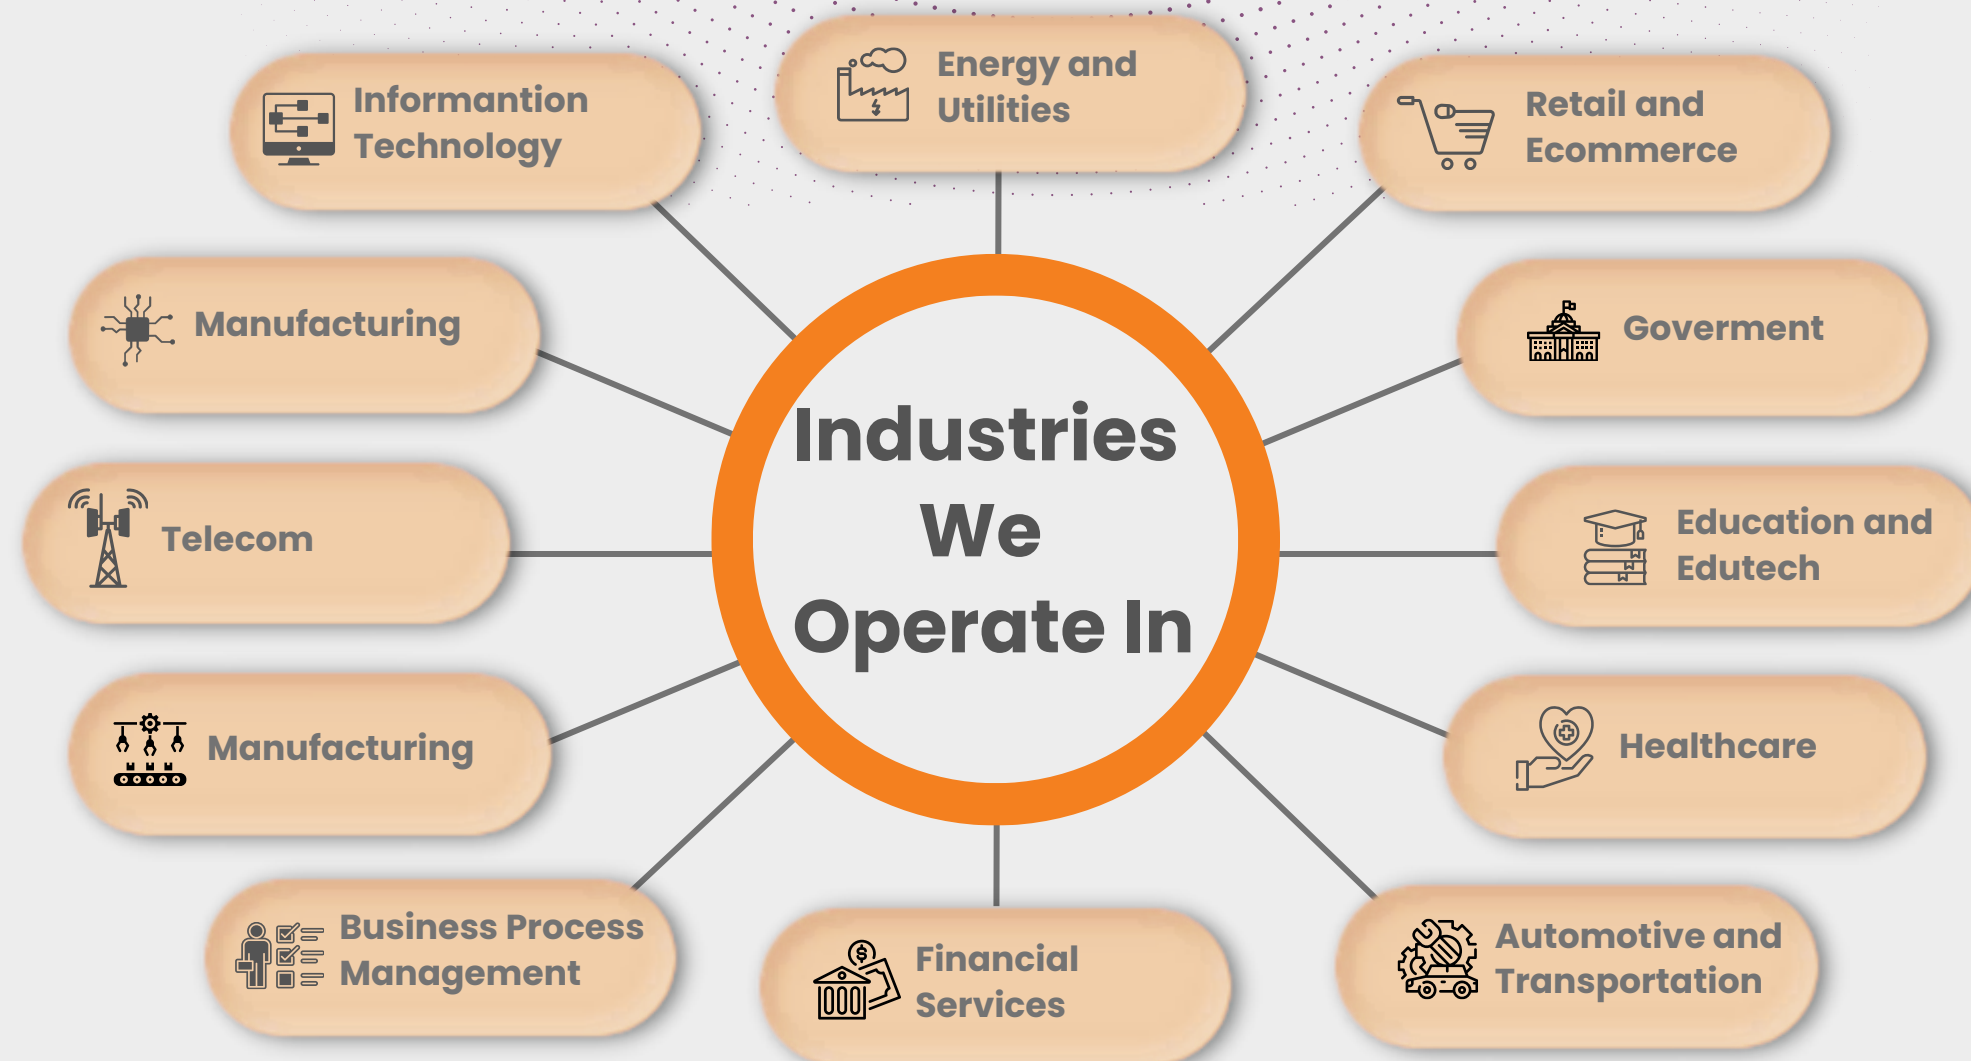 Energy and
Utilities
Informantion
Technology
Retail and
Ecommerce
Manufacturing
Goverment
Industries
We
Operate In
Telecom
Education and
Edutech
Manufacturing
Healthcare
Business Process
Management
Financial
Services
Automotive and
Transportation